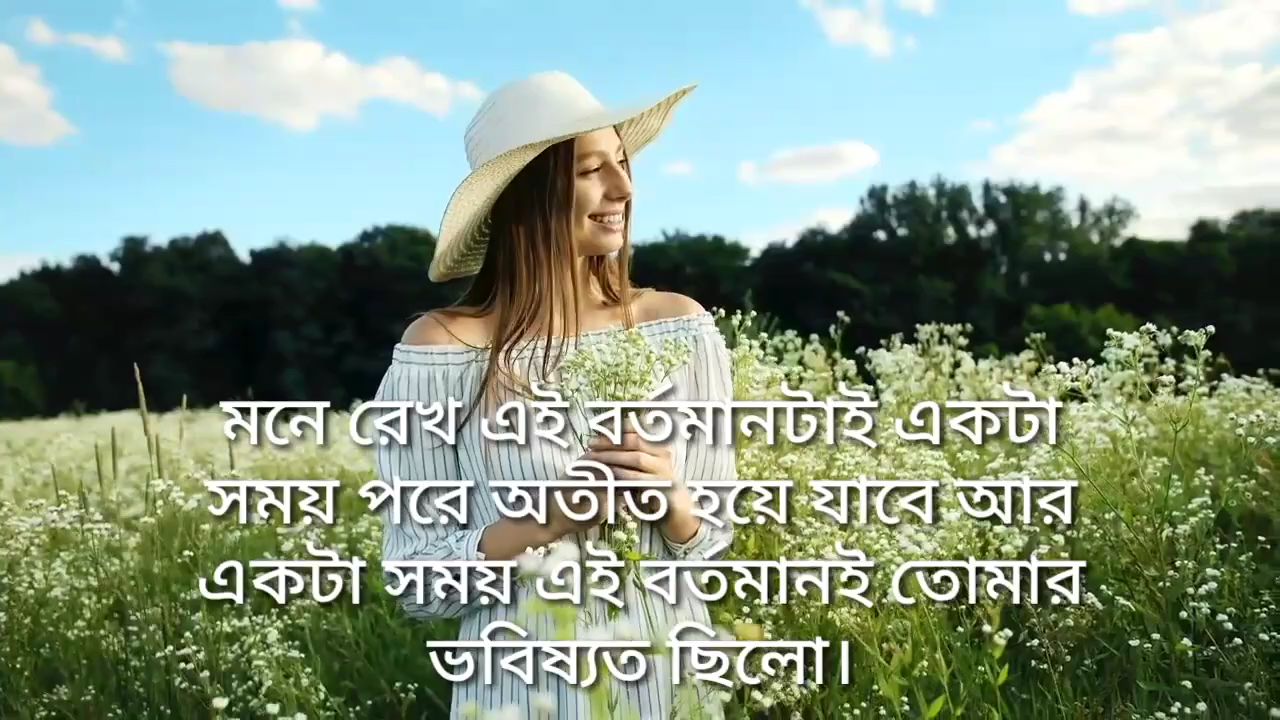 মনে রেখ এই বর্তমানটাই একটা
সময় পরে অতীত হয়ে যাবে আর
একটা সময় এই বর্তমানই তোমার
ভবিষ্যত ছিলো।